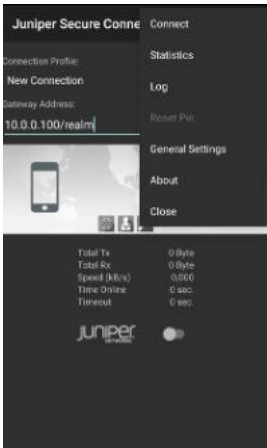 Juniper Secure Conne
Connection Profile:
New Connection
Gateway Address:
10.0.0.100/realm
Connect
Statistics
Log
Reset Pin
General Settings
About
Close
Total Tx 0 Byte
Total Rx 0 Byte
Speed (kB/s) 0,000
Time Online 0 sec.
Timeout 0 sec.
JUNIPER
NETWORKS